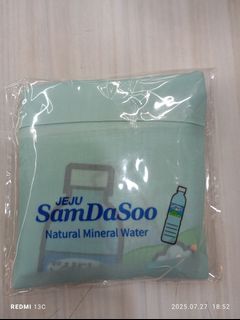 JEJU
SamDaSoo
Natural Mineral Water
REDMI 13C
2025.07.27 18:52